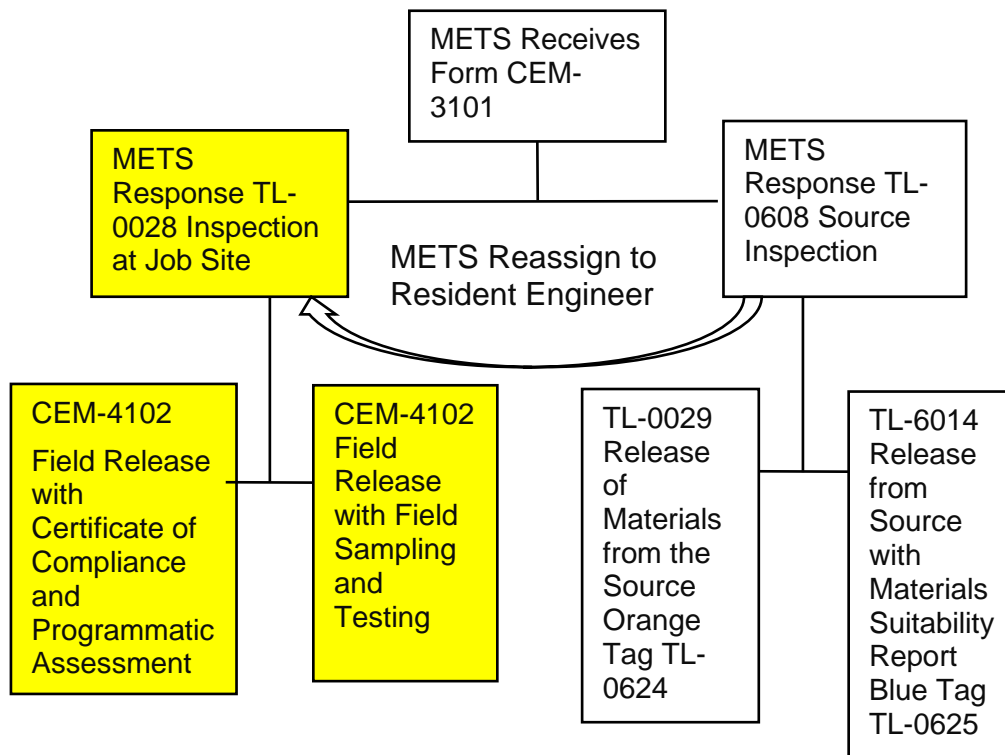 METS Receives
Form CEM-
3101
METS
Response TL-
0028 Inspection
at Job Site
METS
Response TL-
0608 Source
Inspection
METS Reassign to
Resident Engineer
CEM-4102
Field Release
with
Certificate of
Compliance
and
Programmatic
Assessment
CEM-4102
Field
Release
with Field
Sampling
and
Testing
TL-0029
Release
of
Materials
from the
Source
Orange
Tag TL-
0624
TL-6014
Release
from
Source
with
Materials
Suitability
Report
Blue Tag
TL-0625